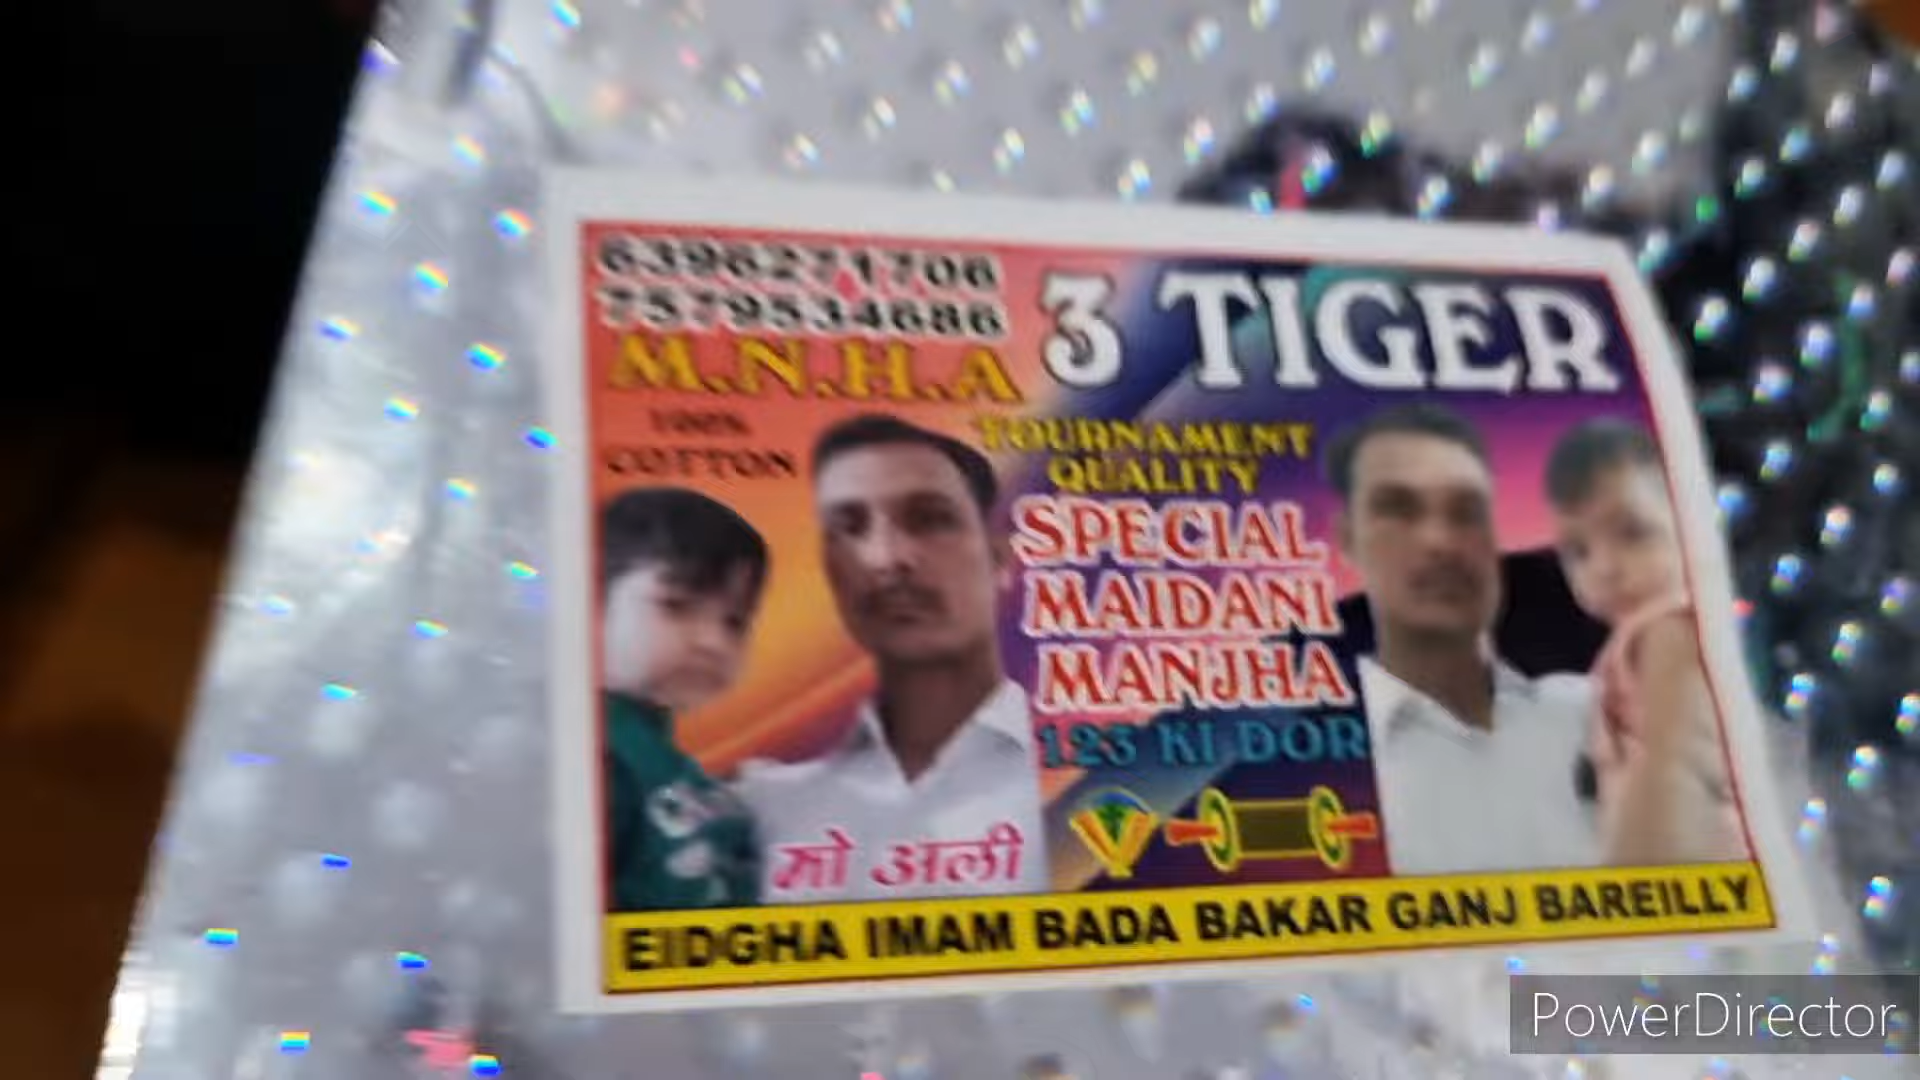 6396271706
7579534686
M.N.H.A
3 TIGER
100%
COTTON
TOURNAMENT
QUALITY
SPECIAL
MAIDANI
MANJHA
123 KI DOR
मो अली
EIDGHA IMAM BADA BAKAR GANJ BAREILLY
PowerDirector